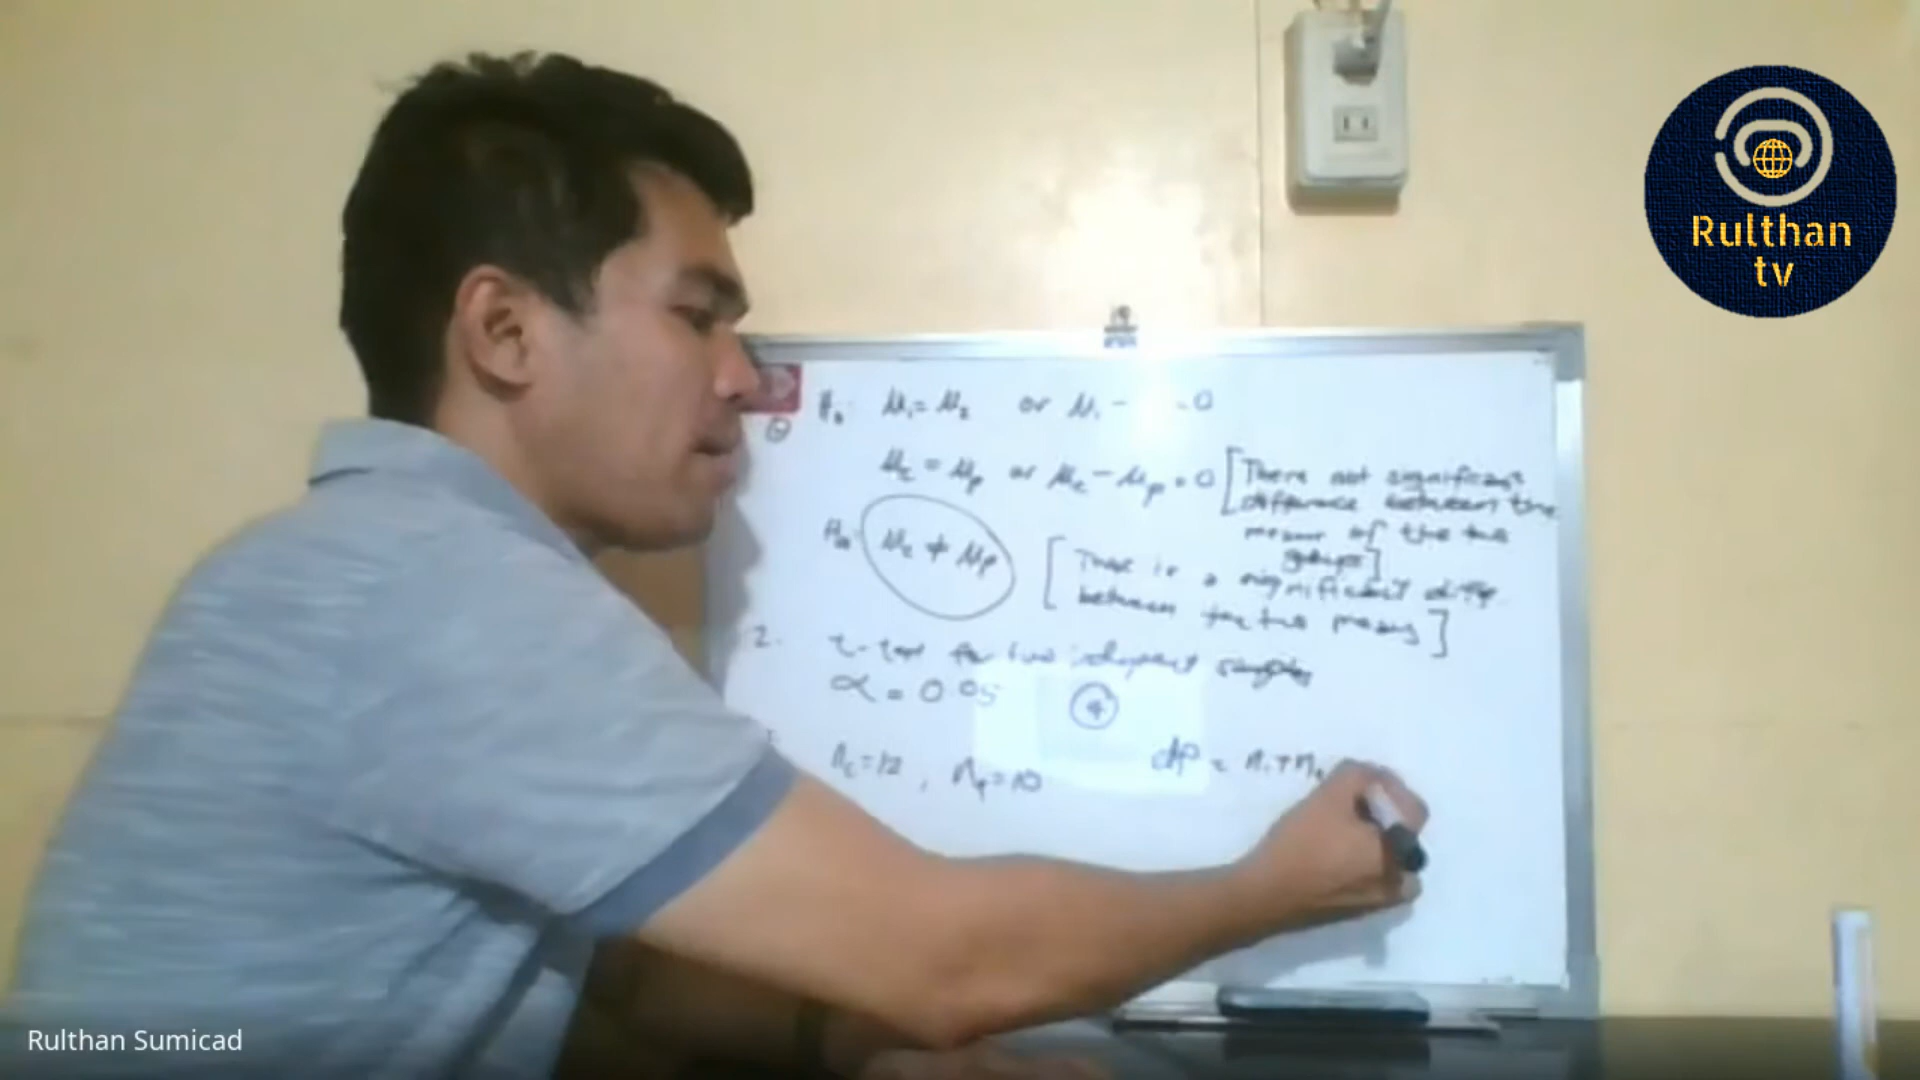 Rulthan
tv
H₀: μ₁ = μ₂ or μ₁ - = 0
μc = μp or μc - μp = 0 [There not significant
difference between the
means of the two
groups]
Ha: μc ≠ μp [There is a significant diff.
between the two means]
2. t-test for two samples
α = 0.05
4
nc = 12, np = 10 df = n₁ + n₂
Rulthan Sumicad